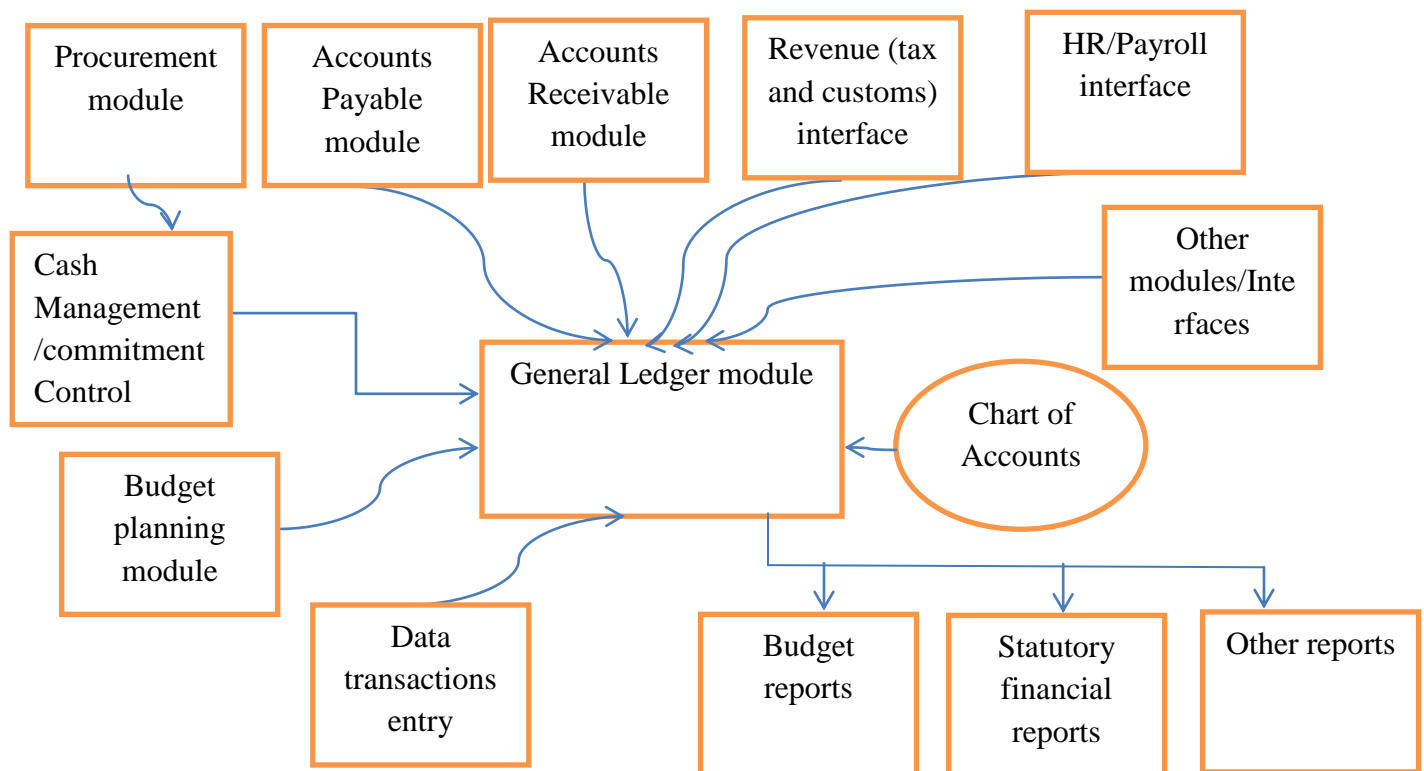 Procurement
module
Accounts
Payable
module
Accounts
Receivable
module
Revenue (tax
and customs)
interface
HR/Payroll
interface
Cash
Management
/commitment
Control
Other
modules/Inte
rfaces
General Ledger module
Chart of
Accounts
Budget
planning
module
Data
transactions
entry
Budget
reports
Statutory
financial
reports
Other reports